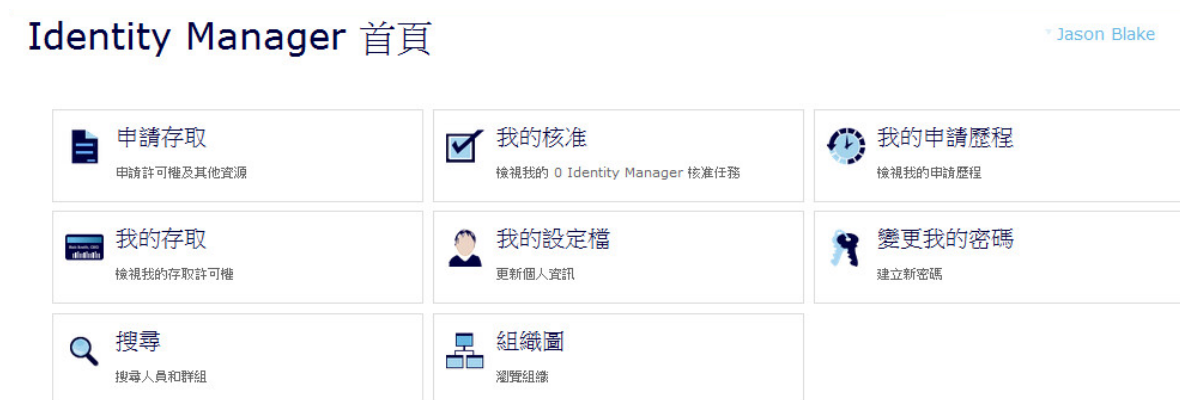 Identity Manager 首頁
Jason Blake
申請存取
申請許可權及其他資源
我的核准
檢視我的 0 Identity Manager 核准任務
我的申請歷程
檢視我的申請歷程
我的存取
檢視我的存取許可權
我的設定檔
更新個人資訊
變更我的密碼
建立新密碼
搜尋
搜尋人員和群組
組織圖
瀏覽組織